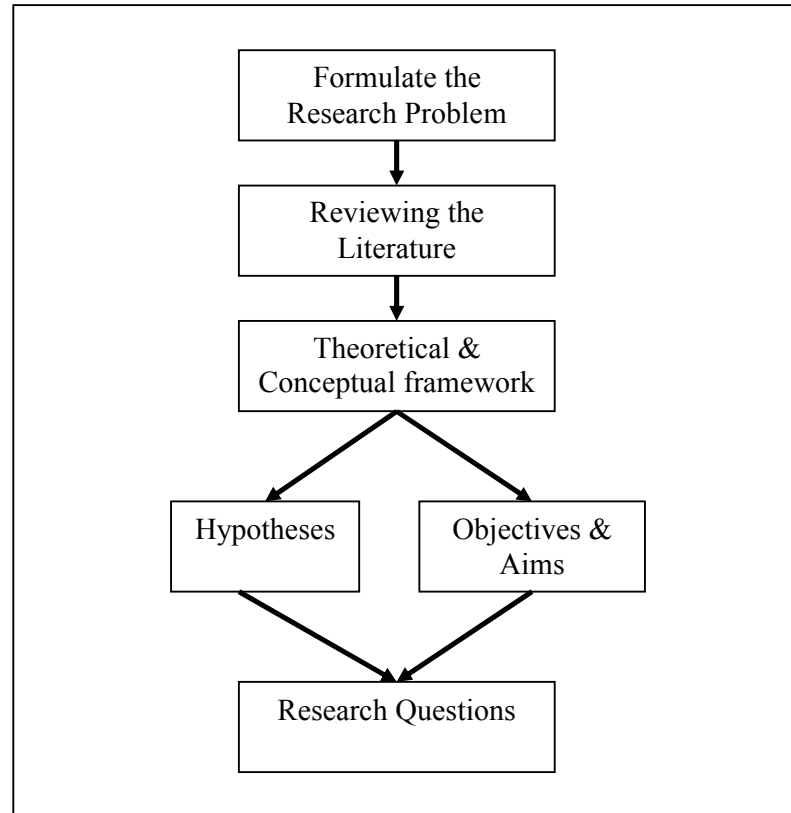 Formulate the
Research Problem
Reviewing the
Literature
Theoretical &
Conceptual framework
Hypotheses
Objectives &
Aims
Research Questions